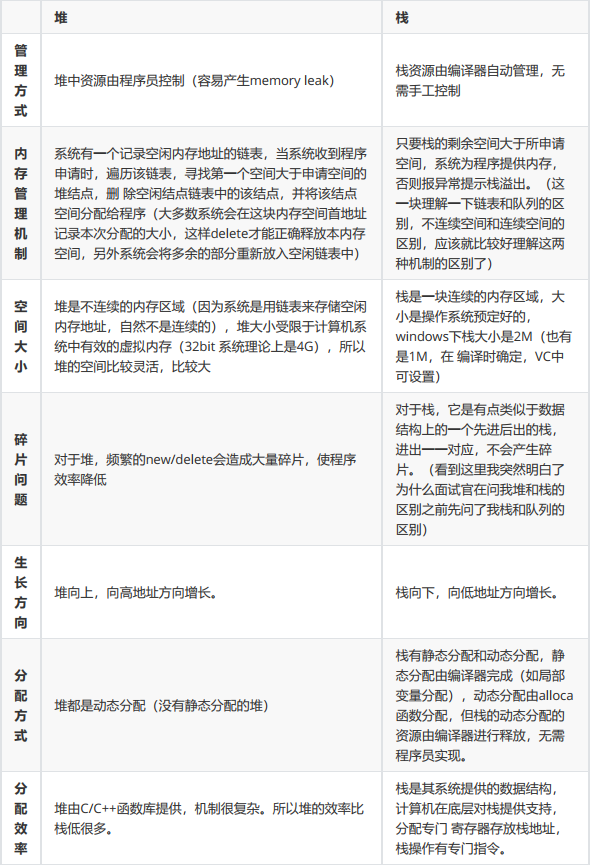 堆
栈
管
理
方
式
堆中资源由程序员控制（容易产生memory leak）
栈资源由编译器自动管理，无
需手工控制
内
存
管
理
机
制
系统有一个记录空闲内存地址的链表，当系统收到程序
申请时，遍历该链表，寻找第一个空间大于申请空间的
堆结点，删 除空闲结点链表中的该结点，并将该结点
空间分配给程序（大多数系统会在这块内存空间首地址
记录本次分配的大小，这样delete才能正确释放本内存
空间，另外系统会将多余的部分重新放入空闲链表中）
只要栈的剩余空间大于所申请
空间，系统为程序提供内存，
否则报异常提示栈溢出。（这
一块理解一下链表和队列的区
别，不连续空间和连续空间的
区别，应该就比较好理解这两
种机制的区别了）
空
间
大
小
堆是不连续的内存区域（因为系统是用链表来存储空闲
内存地址，自然不是连续的），堆大小受限于计算机系
统中有效的虚拟内存（32bit 系统理论上是4G），所以
堆的空间比较灵活，比较大
栈是一块连续的内存区域，大
小是操作系统预定好的，
windows下栈大小是2M（也有
是1M，在 编译时确定，VC中
可设置）
碎
片
问
题
对于堆，频繁的new/delete会造成大量碎片，使程序
效率降低
对于栈，它是有点类似于数据
结构上的一个先进后出的栈，
进出一一对应，不会产生碎
片。（看到这里我突然明白了
为什么面试官在问我堆和栈的
区别之前先问了我栈和队列的
区别）
生
长
方
向
堆向上，向高地址方向增长。
栈向下，向低地址方向增长。
分
配
方
式
堆都是动态分配（没有静态分配的堆）
栈有静态分配和动态分配，静
态分配由编译器完成（如局部
变量分配），动态分配由alloca
函数分配，但栈的动态分配的
资源由编译器进行释放，无需
程序员实现。
分
配
效
率
堆由C/C++函数库提供，机制很复杂。所以堆的效率比
栈低很多。
栈是其系统提供的数据结构，
计算机在底层对栈提供支持，
分配专门 寄存器存放栈地址，
栈操作有专门指令。